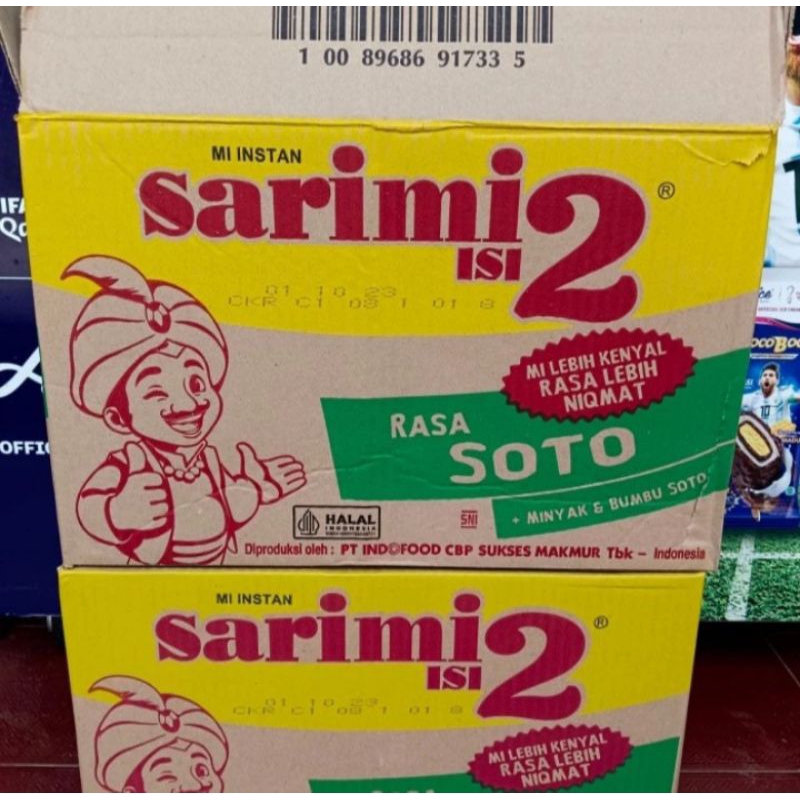 1 00 89686 91733 5
MI INSTAN
sarimi
ISI 2 ®
01 10 23
CKR C1 08 1 01 8
MI LEBIH KENYAL
RASA LEBIH
NIQMAT
RASA
SOTO
+ MINYAK & BUMBU SOTO
HALAL
INDONESIA
SNI
Diproduksi oleh : PT INDOFOOD CBP SUKSES MAKMUR Tbk – Indonesia
MI INSTAN
sarimi
ISI 2 ®
01 10 23
CKR C1 08 1 01 8
MI LEBIH KENYAL
RASA LEBIH
NIQMAT
10